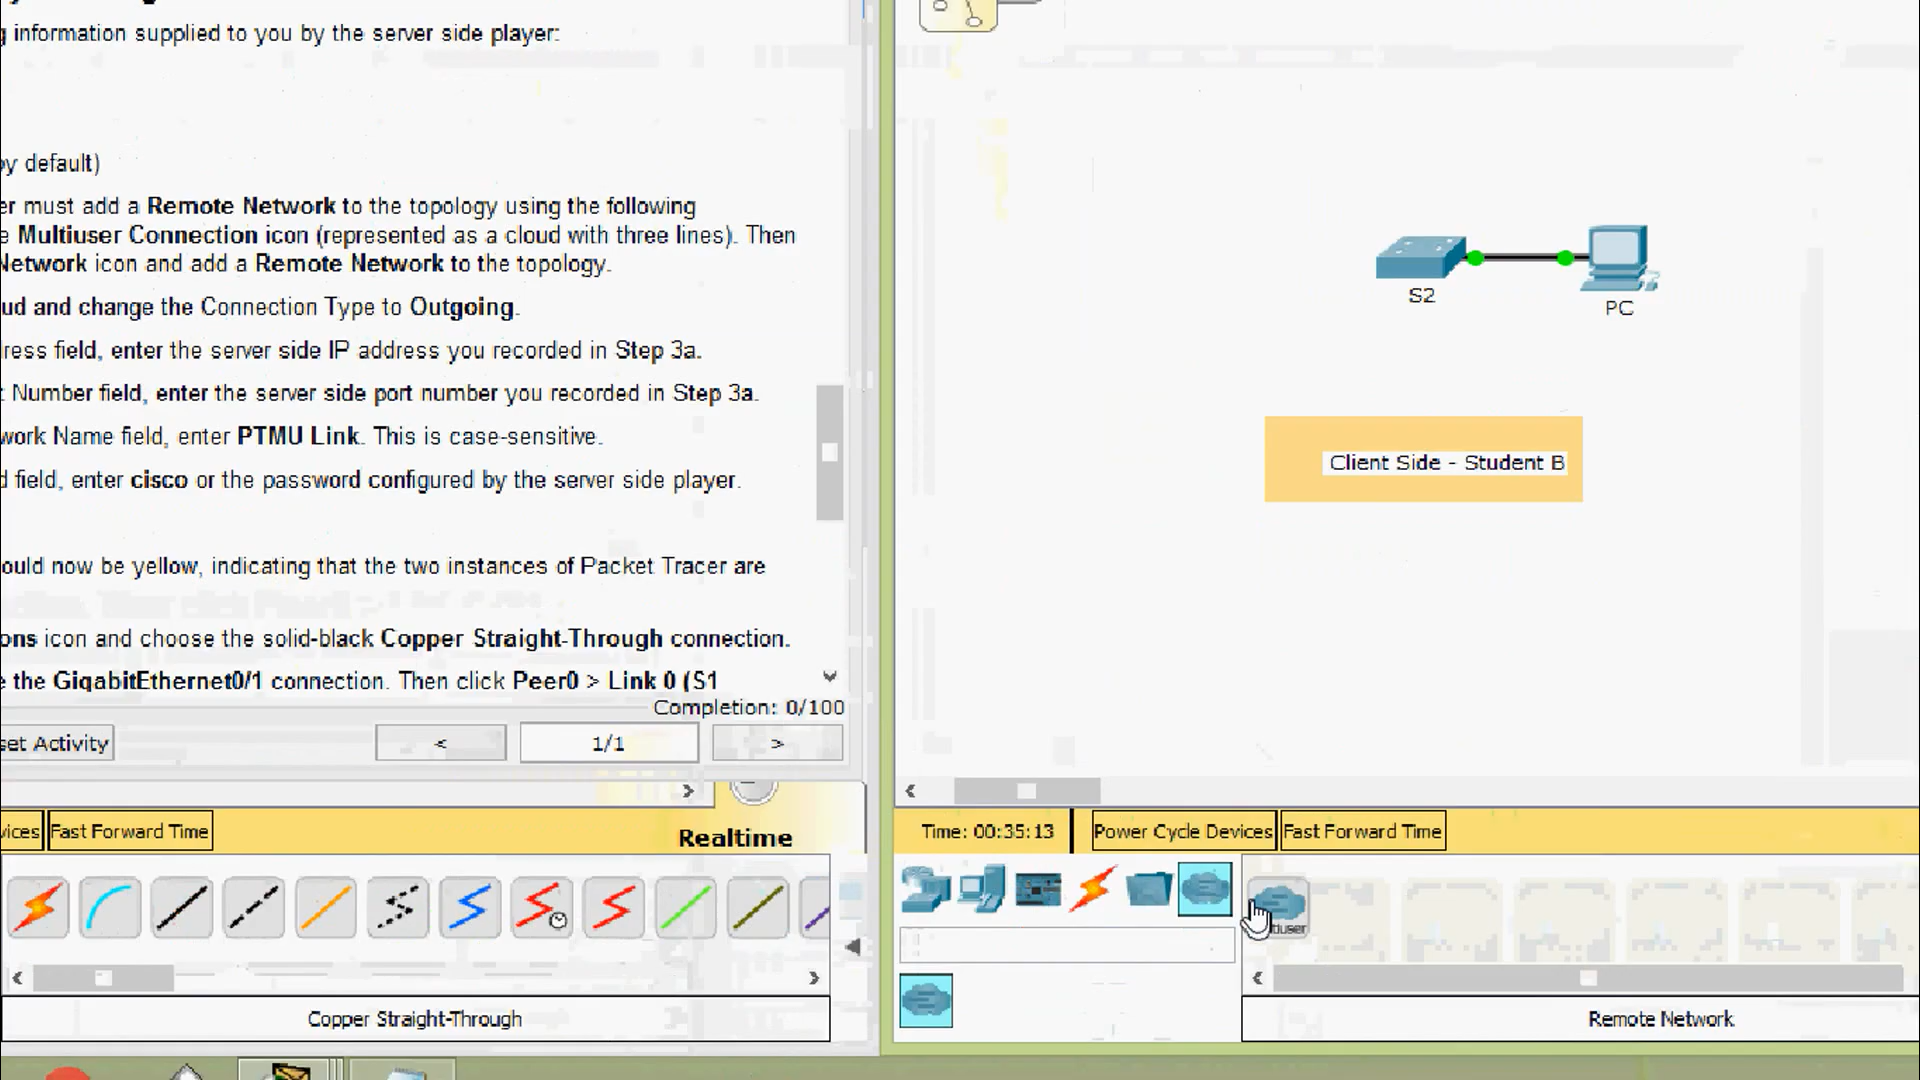 g information supplied to you by the server side player:
by default)
er must add a Remote Network to the topology using the following
e Multiuser Connection icon (represented as a cloud with three lines). Then
Network icon and add a Remote Network to the topology.
ud and change the Connection Type to Outgoing.
ress field, enter the server side IP address you recorded in Step 3a.
t Number field, enter the server side port number you recorded in Step 3a.
work Name field, enter PTMU Link. This is case-sensitive.
d field, enter cisco or the password configured by the server side player.
ould now be yellow, indicating that the two instances of Packet Tracer are
ons icon and choose the solid-black Copper Straight-Through connection.
e the GigabitEthernet0/1 connection. Then click Peer0 > Link 0 (S1
Completion: 0/100
set Activity
<
1/1
>
vices
Fast Forward Time
Realtime
Copper Straight-Through
S2
PC
Client Side - Student B
Time: 00:35:13
Power Cycle Devices
Fast Forward Time
tiuser
Remote Network